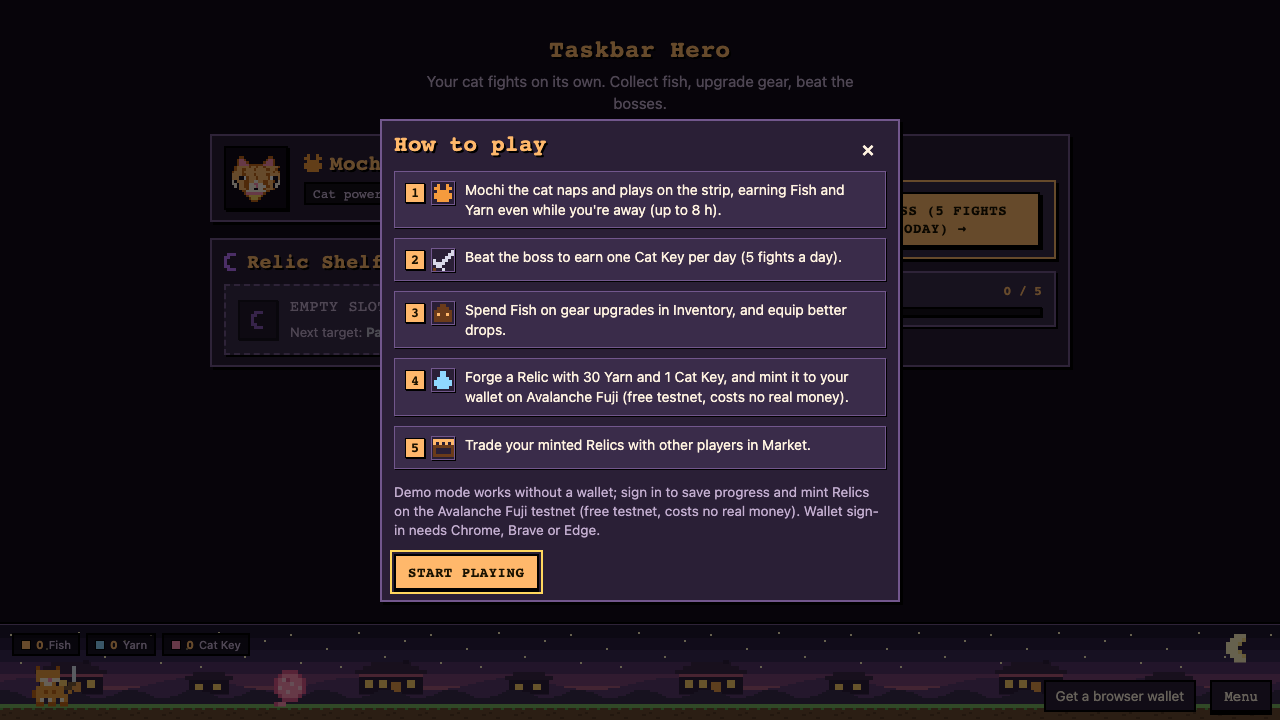 Taskbar Hero
Your cat fights on its own. Collect fish, upgrade gear, beat the
bosses.
How to play
×
1 Mochi the cat naps and plays on the strip, earning Fish and
Yarn even while you're away (up to 8 h).
2 Beat the boss to earn one Cat Key per day (5 fights a day).
3 Spend Fish on gear upgrades in Inventory, and equip better
drops.
4 Forge a Relic with 30 Yarn and 1 Cat Key, and mint it to your
wallet on Avalanche Fuji (free testnet, costs no real money).
5 Trade your minted Relics with other players in Market.
Demo mode works without a wallet; sign in to save progress and mint Relics
on the Avalanche Fuji testnet (free testnet, costs no real money). Wallet sign-
in needs Chrome, Brave or Edge.
START PLAYING
Moch
Cat power
Relic Shelf
EMPTY SLO
Next target: Pa
SS (5 FIGHTS
ODAY) →
0 / 5
0 Fish
0 Yarn
0 Cat Key
Get a browser wallet
Menu